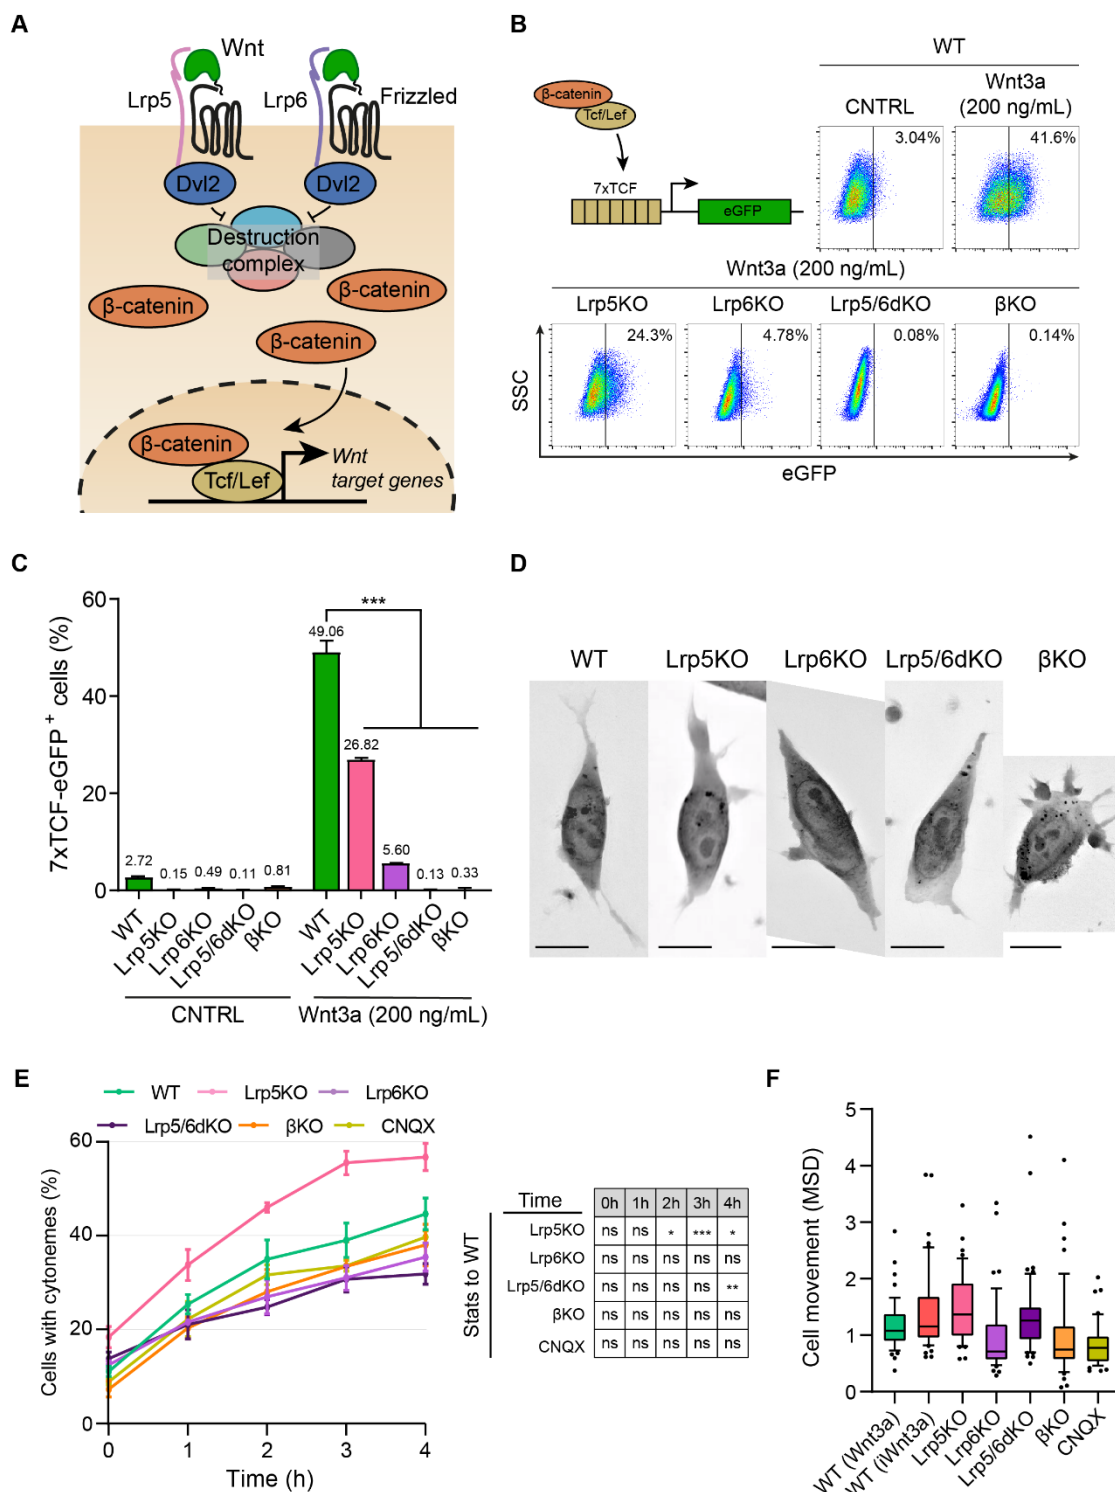 A
Wnt
Lrp5
Lrp6
Frizzled
Dvl2
Dvl2
Destruction
complex
β-catenin
β-catenin
β-catenin
β-catenin
Tcf/Lef
Wnt
target genes
B
WT
β-catenin
Tcf/Lef
7xTCF
eGFP
CNTRL
Wnt3a
(200 ng/mL)
3.04%
41.6%
Wnt3a (200 ng/mL)
Lrp5KO
Lrp6KO
Lrp5/6dKO
βKO
24.3%
4.78%
0.08%
0.14%
SSC
eGFP
C
7xTCF-eGFP+ cells (%)
60
40
20
0
2.72
0.15
0.49
0.11
0.81
49.06
26.82
5.60
0.13
0.33
***
WT
Lrp5KO
Lrp6KO
Lrp5/6dKO
βKO
WT
Lrp5KO
Lrp6KO
Lrp5/6dKO
βKO
CNTRL
Wnt3a (200 ng/mL)
D
WT
Lrp5KO
Lrp6KO
Lrp5/6dKO
βKO
E
WT
Lrp5KO
Lrp6KO
Lrp5/6dKO
βKO
CNQX
Cells with cytonemes (%)
60
40
20
0
0
1
2
3
4
Time (h)
Stats to WT
Time 0h 1h 2h 3h 4h
Lrp5KO ns ns * *** *
Lrp6KO ns ns ns ns ns
Lrp5/6dKO ns ns ns ns **
βKO ns ns ns ns ns
CNQX ns ns ns ns ns
F
Cell movement (MSD)
5
4
3
2
1
0
WT (Wnt3a)
WT (iWnt3a)
Lrp5KO
Lrp6KO
Lrp5/6dKO
βKO
CNQX